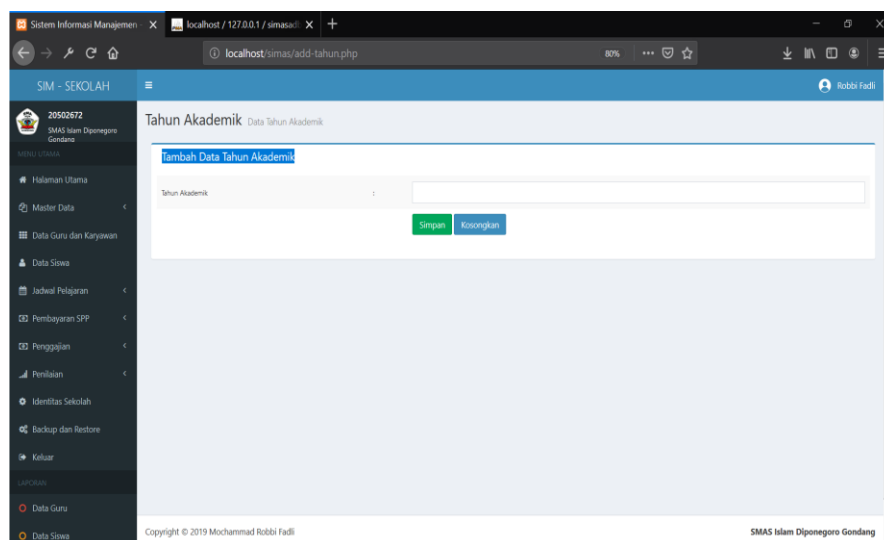 Sistem Informasi Manajemen
localhost / 127.0.0.1 / simasadi
localhost/simas/add-tahun.php
80%
SIM - SEKOLAH
Robbi Fadli
20502672
SMAS Islam Diponegoro
Gondang
Tahun Akademik Data Tahun Akademik
MENU UTAMA
Tambah Data Tahun Akademik
Halaman Utama
Tahun Akademik :
Master Data
Simpan Kosongkan
Data Guru dan Karyawan
Data Siswa
Jadwal Pelajaran
Pembayaran SPP
Penggajian
Penilaian
Identitas Sekolah
Backup dan Restore
Keluar
LAPORAN
Data Guru
Data Siswa
Copyright © 2019 Mochammad Robbi Fadli
SMAS Islam Diponegoro Gondang